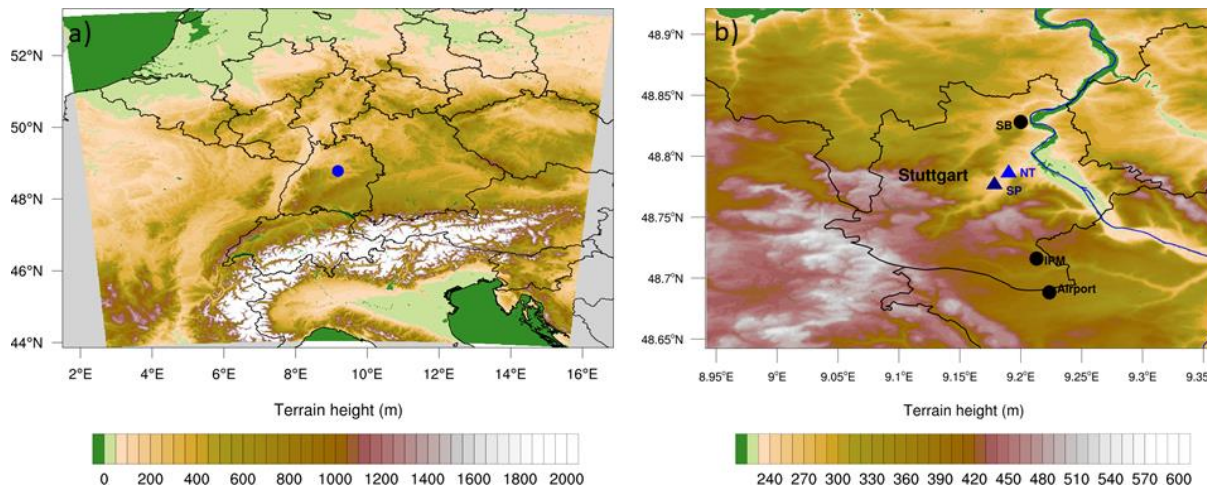 a)
52°N
50°N
48°N
46°N
44°N
2°E 4°E 6°E 8°E 10°E 12°E 14°E 16°E
Terrain height (m)
0 200 400 600 800 1000 1200 1400 1600 1800 2000
b)
48.9°N
48.85°N
48.8°N
48.75°N
48.7°N
48.65°N
SB
Stuttgart
NT
SP
IPM
Airport
8.95°E 9°E 9.05°E 9.1°E 9.15°E 9.2°E 9.25°E 9.3°E 9.35°E
Terrain height (m)
240 270 300 330 360 390 420 450 480 510 540 570 600